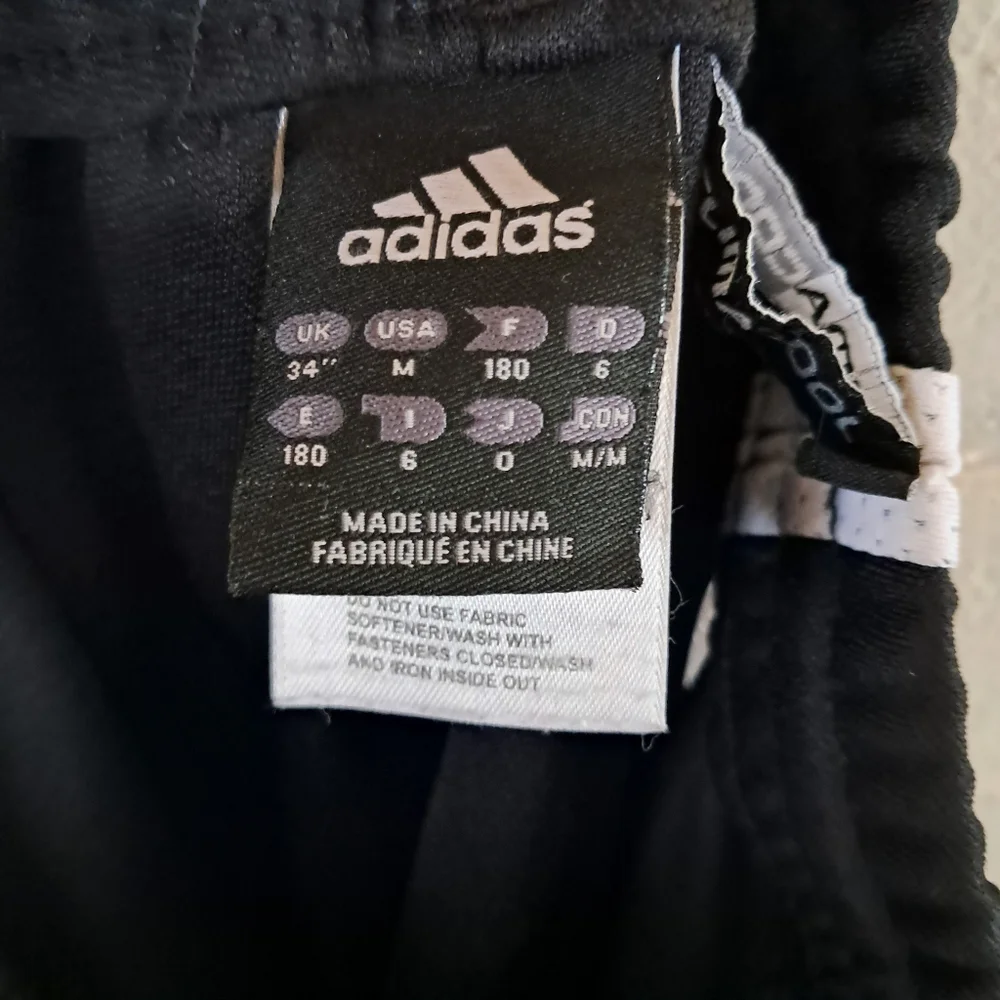 adidas
UK USA F D
34" M 180 6
E I J CDN
180 6 O M/M
MADE IN CHINA
FABRIQUÉ EN CHINE
DO NOT USE FABRIC
SOFTENER/WASH WITH
FASTENERS CLOSED/WASH
AND IRON INSIDE OUT